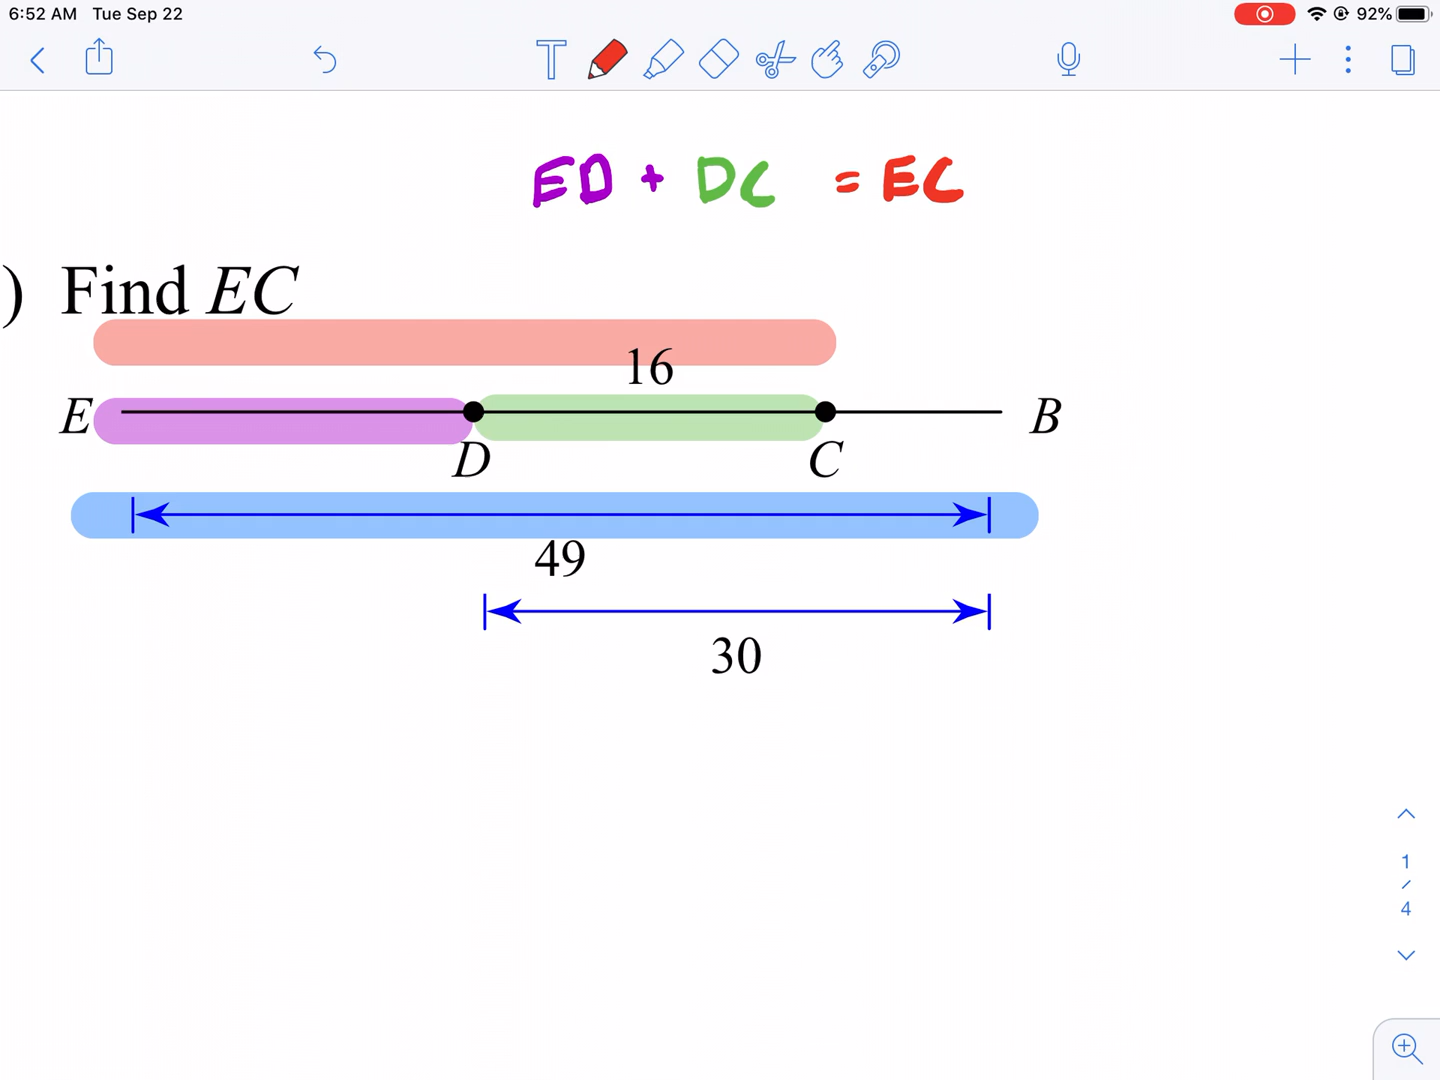 6:52 AM Tue Sep 22 92%
T
ED + DC = EC
) Find EC
16
E B
D C
49
30
1
/
4